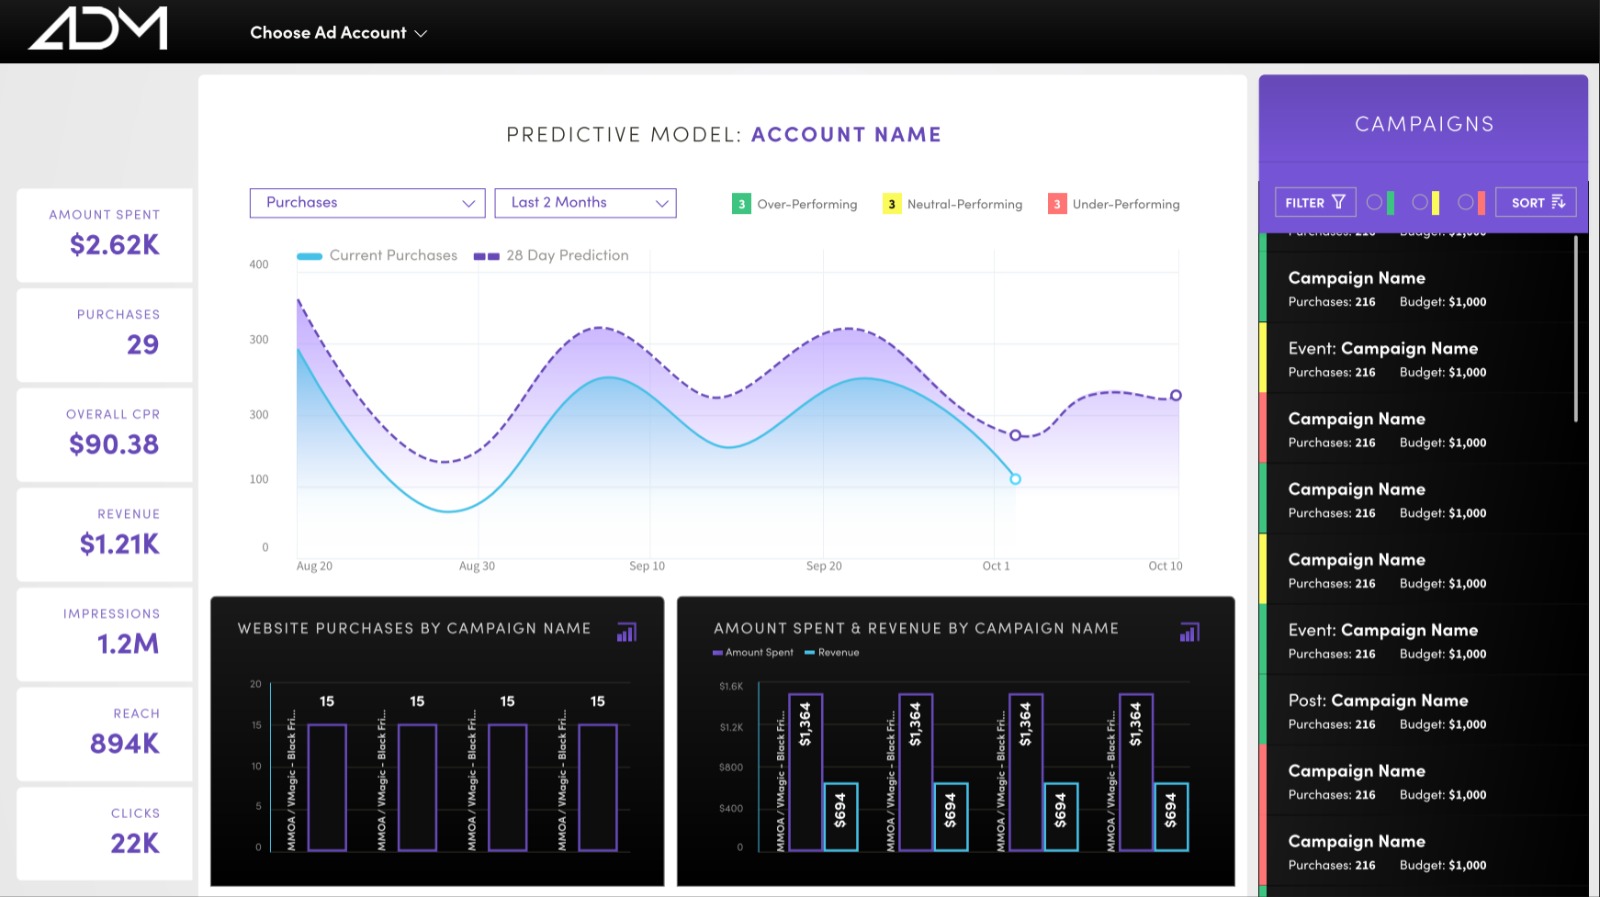 ADM
Choose Ad Account
AMOUNT SPENT
$2.62K
PURCHASES
29
OVERALL CPR
$90.38
REVENUE
$1.21K
IMPRESSIONS
1.2M
REACH
894K
CLICKS
22K
PREDICTIVE MODEL: ACCOUNT NAME
Purchases
Last 2 Months
3 Over-Performing
3 Neutral-Performing
3 Under-Performing
Current Purchases
28 Day Prediction
400
300
300
100
0
Aug 20
Aug 30
Sep 10
Sep 20
Oct 1
Oct 10
WEBSITE PURCHASES BY CAMPAIGN NAME
20
15
10
5
0
MMOA / VMagic - Black Fri...
15
MMOA / VMagic - Black Fri...
15
MMOA / VMagic - Black Fri...
15
MMOA / VMagic - Black Fri...
15
AMOUNT SPENT & REVENUE BY CAMPAIGN NAME
Amount Spent
Revenue
$1.6K
$1.2K
$800
$400
0
MMOA / VMagic - Black Fri...
$1,364
$694
MMOA / VMagic - Black Fri...
$1,364
$694
MMOA / VMagic - Black Fri...
$1,364
$694
MMOA / VMagic - Black Fri...
$1,364
$694
CAMPAIGNS
FILTER
SORT
Purchases: 216 Budget: $1,000
Campaign Name
Purchases: 216 Budget: $1,000
Event: Campaign Name
Purchases: 216 Budget: $1,000
Campaign Name
Purchases: 216 Budget: $1,000
Campaign Name
Purchases: 216 Budget: $1,000
Campaign Name
Purchases: 216 Budget: $1,000
Event: Campaign Name
Purchases: 216 Budget: $1,000
Post: Campaign Name
Purchases: 216 Budget: $1,000
Campaign Name
Purchases: 216 Budget: $1,000
Campaign Name
Purchases: 216 Budget: $1,000